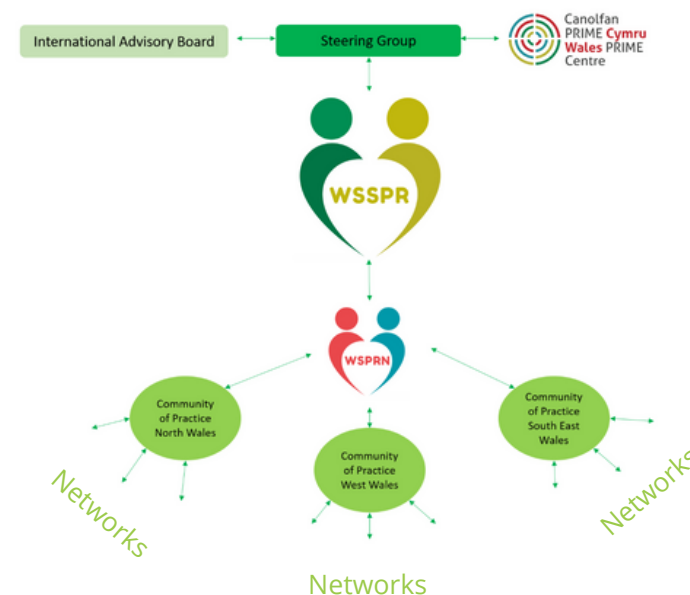 International Advisory Board
Steering Group
Canolfan
PRIME Cymru
Wales PRIME
Centre
WSSPR
WSPRN
Community
of Practice
North Wales
Community
of Practice
West Wales
Community
of Practice
South East
Wales
Networks
Networks
Networks